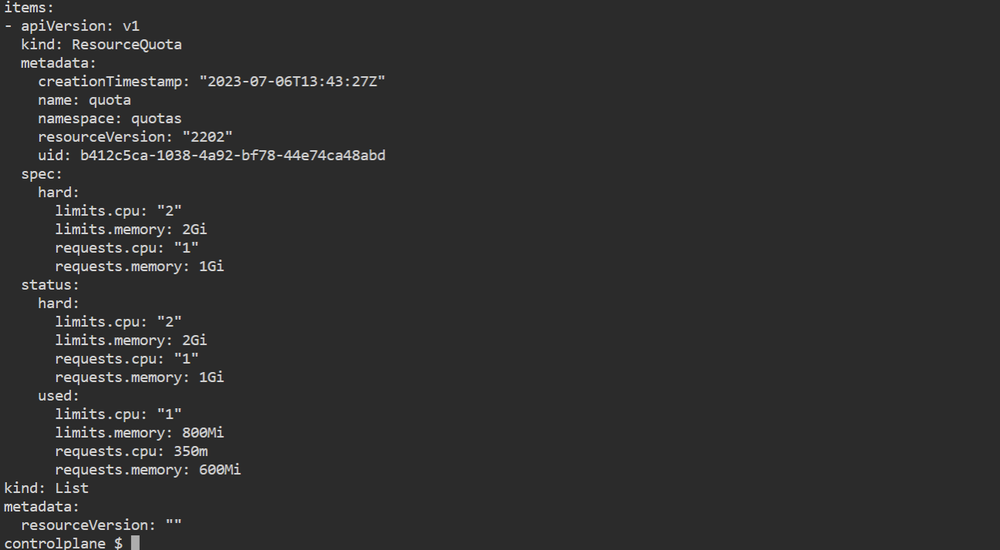 items:
- apiVersion: v1
  kind: ResourceQuota
  metadata:
    creationTimestamp: "2023-07-06T13:43:27Z"
    name: quota
    namespace: quotas
    resourceVersion: "2202"
    uid: b412c5ca-1038-4a92-bf78-44e74ca48abd
  spec:
    hard:
      limits.cpu: "2"
      limits.memory: 2Gi
      requests.cpu: "1"
      requests.memory: 1Gi
  status:
    hard:
      limits.cpu: "2"
      limits.memory: 2Gi
      requests.cpu: "1"
      requests.memory: 1Gi
    used:
      limits.cpu: "1"
      limits.memory: 800Mi
      requests.cpu: 350m
      requests.memory: 600Mi
kind: List
metadata:
  resourceVersion: ""
controlplane $